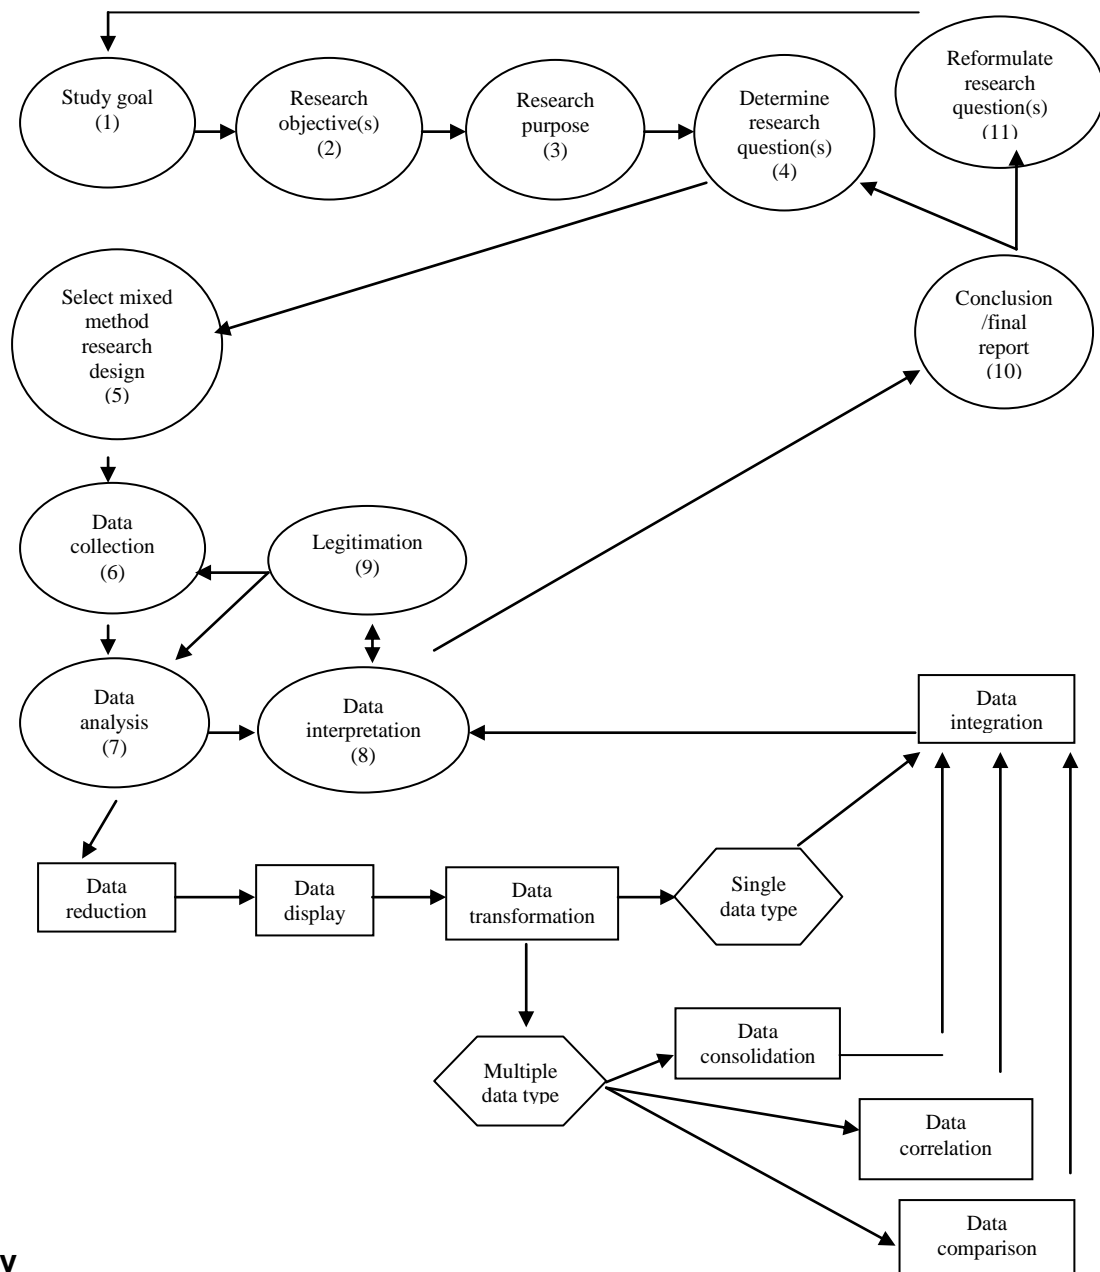 Study goal
(1)
Research
objective(s)
(2)
Research
purpose
(3)
Determine
research
question(s)
(4)
Reformulate
research
question(s)
(11)
Select mixed
method
research
design
(5)
Conclusion
/final
report
(10)
Data
collection
(6)
Legitimation
(9)
Data
analysis
(7)
Data
interpretation
(8)
Data
integration
Data
reduction
Data
display
Data
transformation
Single
data type
Multiple
data type
Data
consolidation
Data
correlation
Data
comparison
v